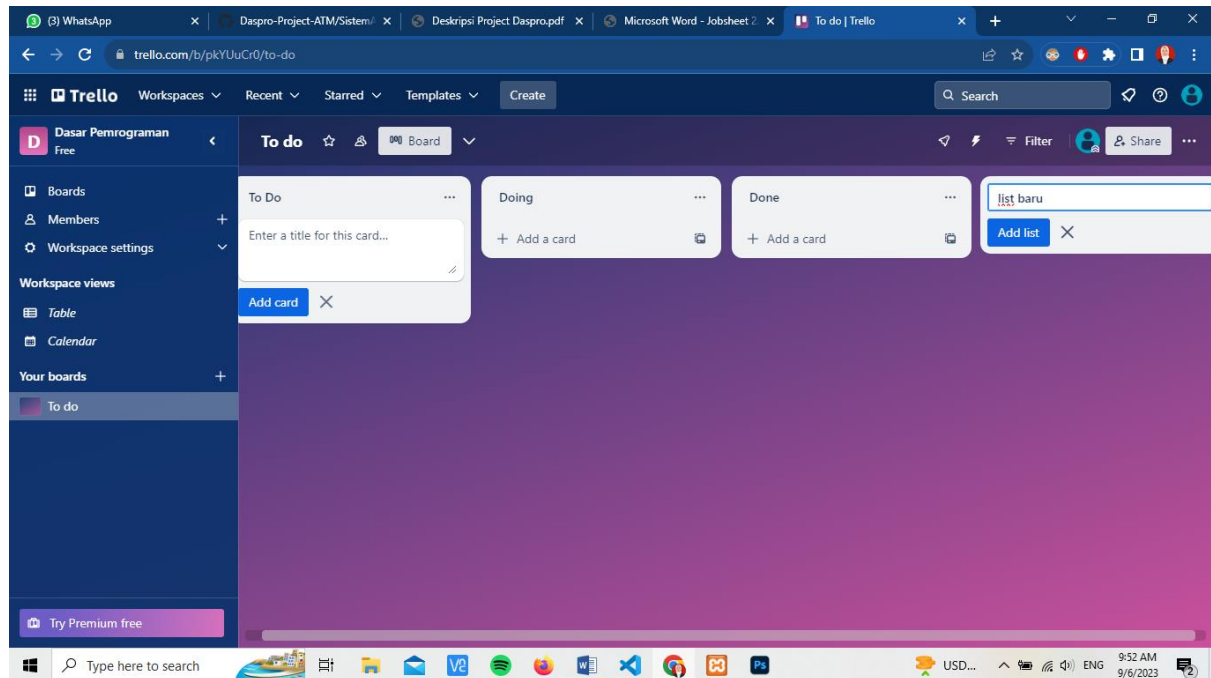 (3) WhatsApp
Daspro-Project-ATM/Sistem
Deskripsi Project Daspro.pdf
Microsoft Word - Jobsheet 2
To do | Trello
trello.com/b/pkYUuCr0/to-do
Trello Workspaces Recent Starred Templates Create Search
D Dasar Pemrograman
Free
To do Board Filter Share
Boards
Members
Workspace settings
Workspace views
Table
Calendar
Your boards
To do
To Do
Enter a title for this card...
Add card
Doing
+ Add a card
Done
+ Add a card
list baru
Add list
Try Premium free
Type here to search
USD...
ENG
9:52 AM
9/6/2023
2